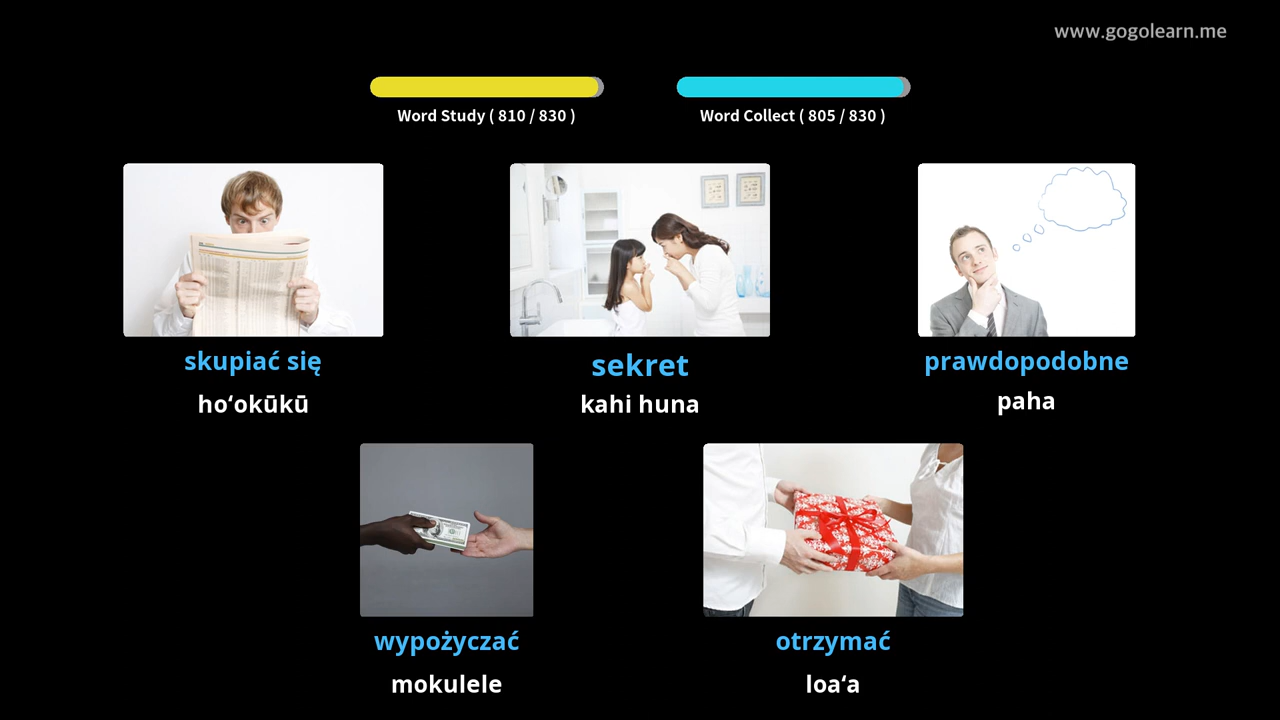 www.gogolearn.me
Word Study ( 810 / 830 )
Word Collect ( 805 / 830 )
skupiać się
hoʻokūkū
sekret
kahi huna
prawdopodobne
paha
wypożyczać
mokulele
otrzymać
loaʻa